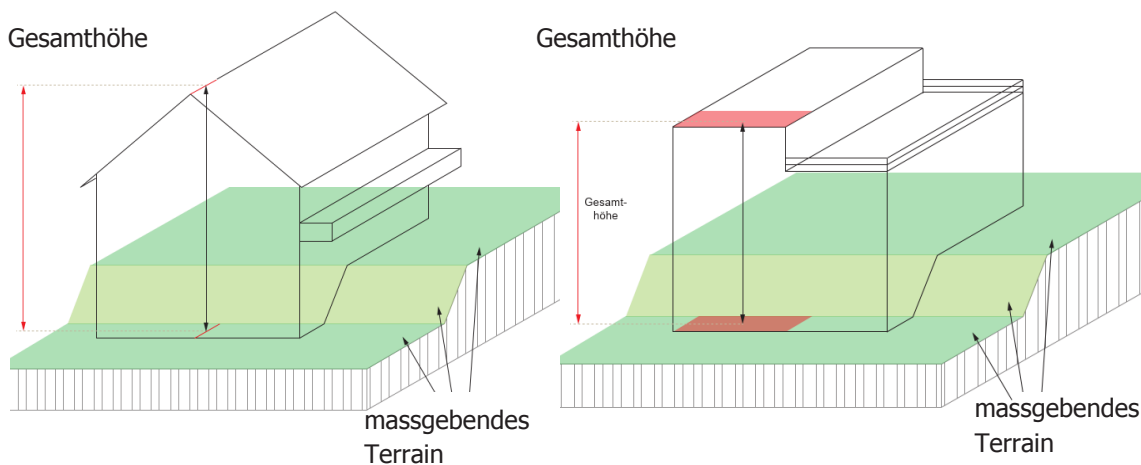 Gesamthöhe
massgebendes
Terrain
Gesamthöhe
Gesamt-
höhe
massgebendes
Terrain